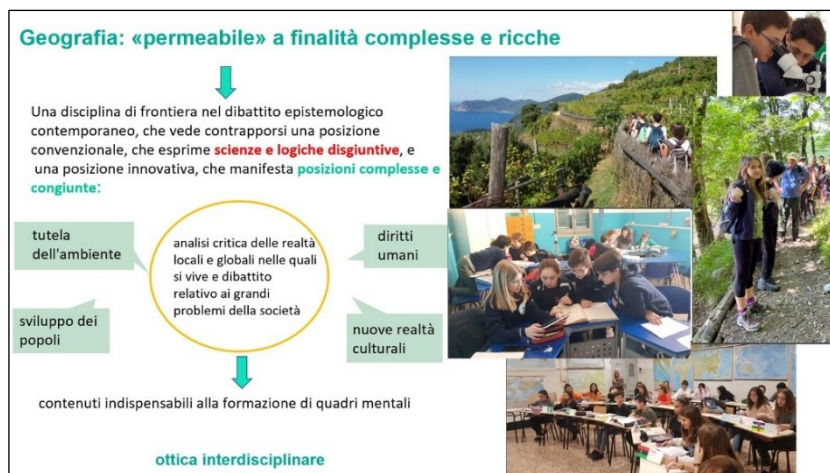 Geografia: «permeabile» a finalità complesse e ricche
Una disciplina di frontiera nel dibattito epistemologico
contemporaneo, che vede contrapporsi una posizione
convenzionale, che esprime scienze e logiche disgiuntive, e
una posizione innovativa, che manifesta posizioni complesse e
congiunte:
tutela
dell'ambiente
analisi critica delle realtà
locali e globali nelle quali
si vive e dibattito
relativo ai grandi
problemi della società
diritti
umani
sviluppo dei
popoli
nuove realtà
culturali
contenuti indispensabili alla formazione di quadri mentali
ottica interdisciplinare